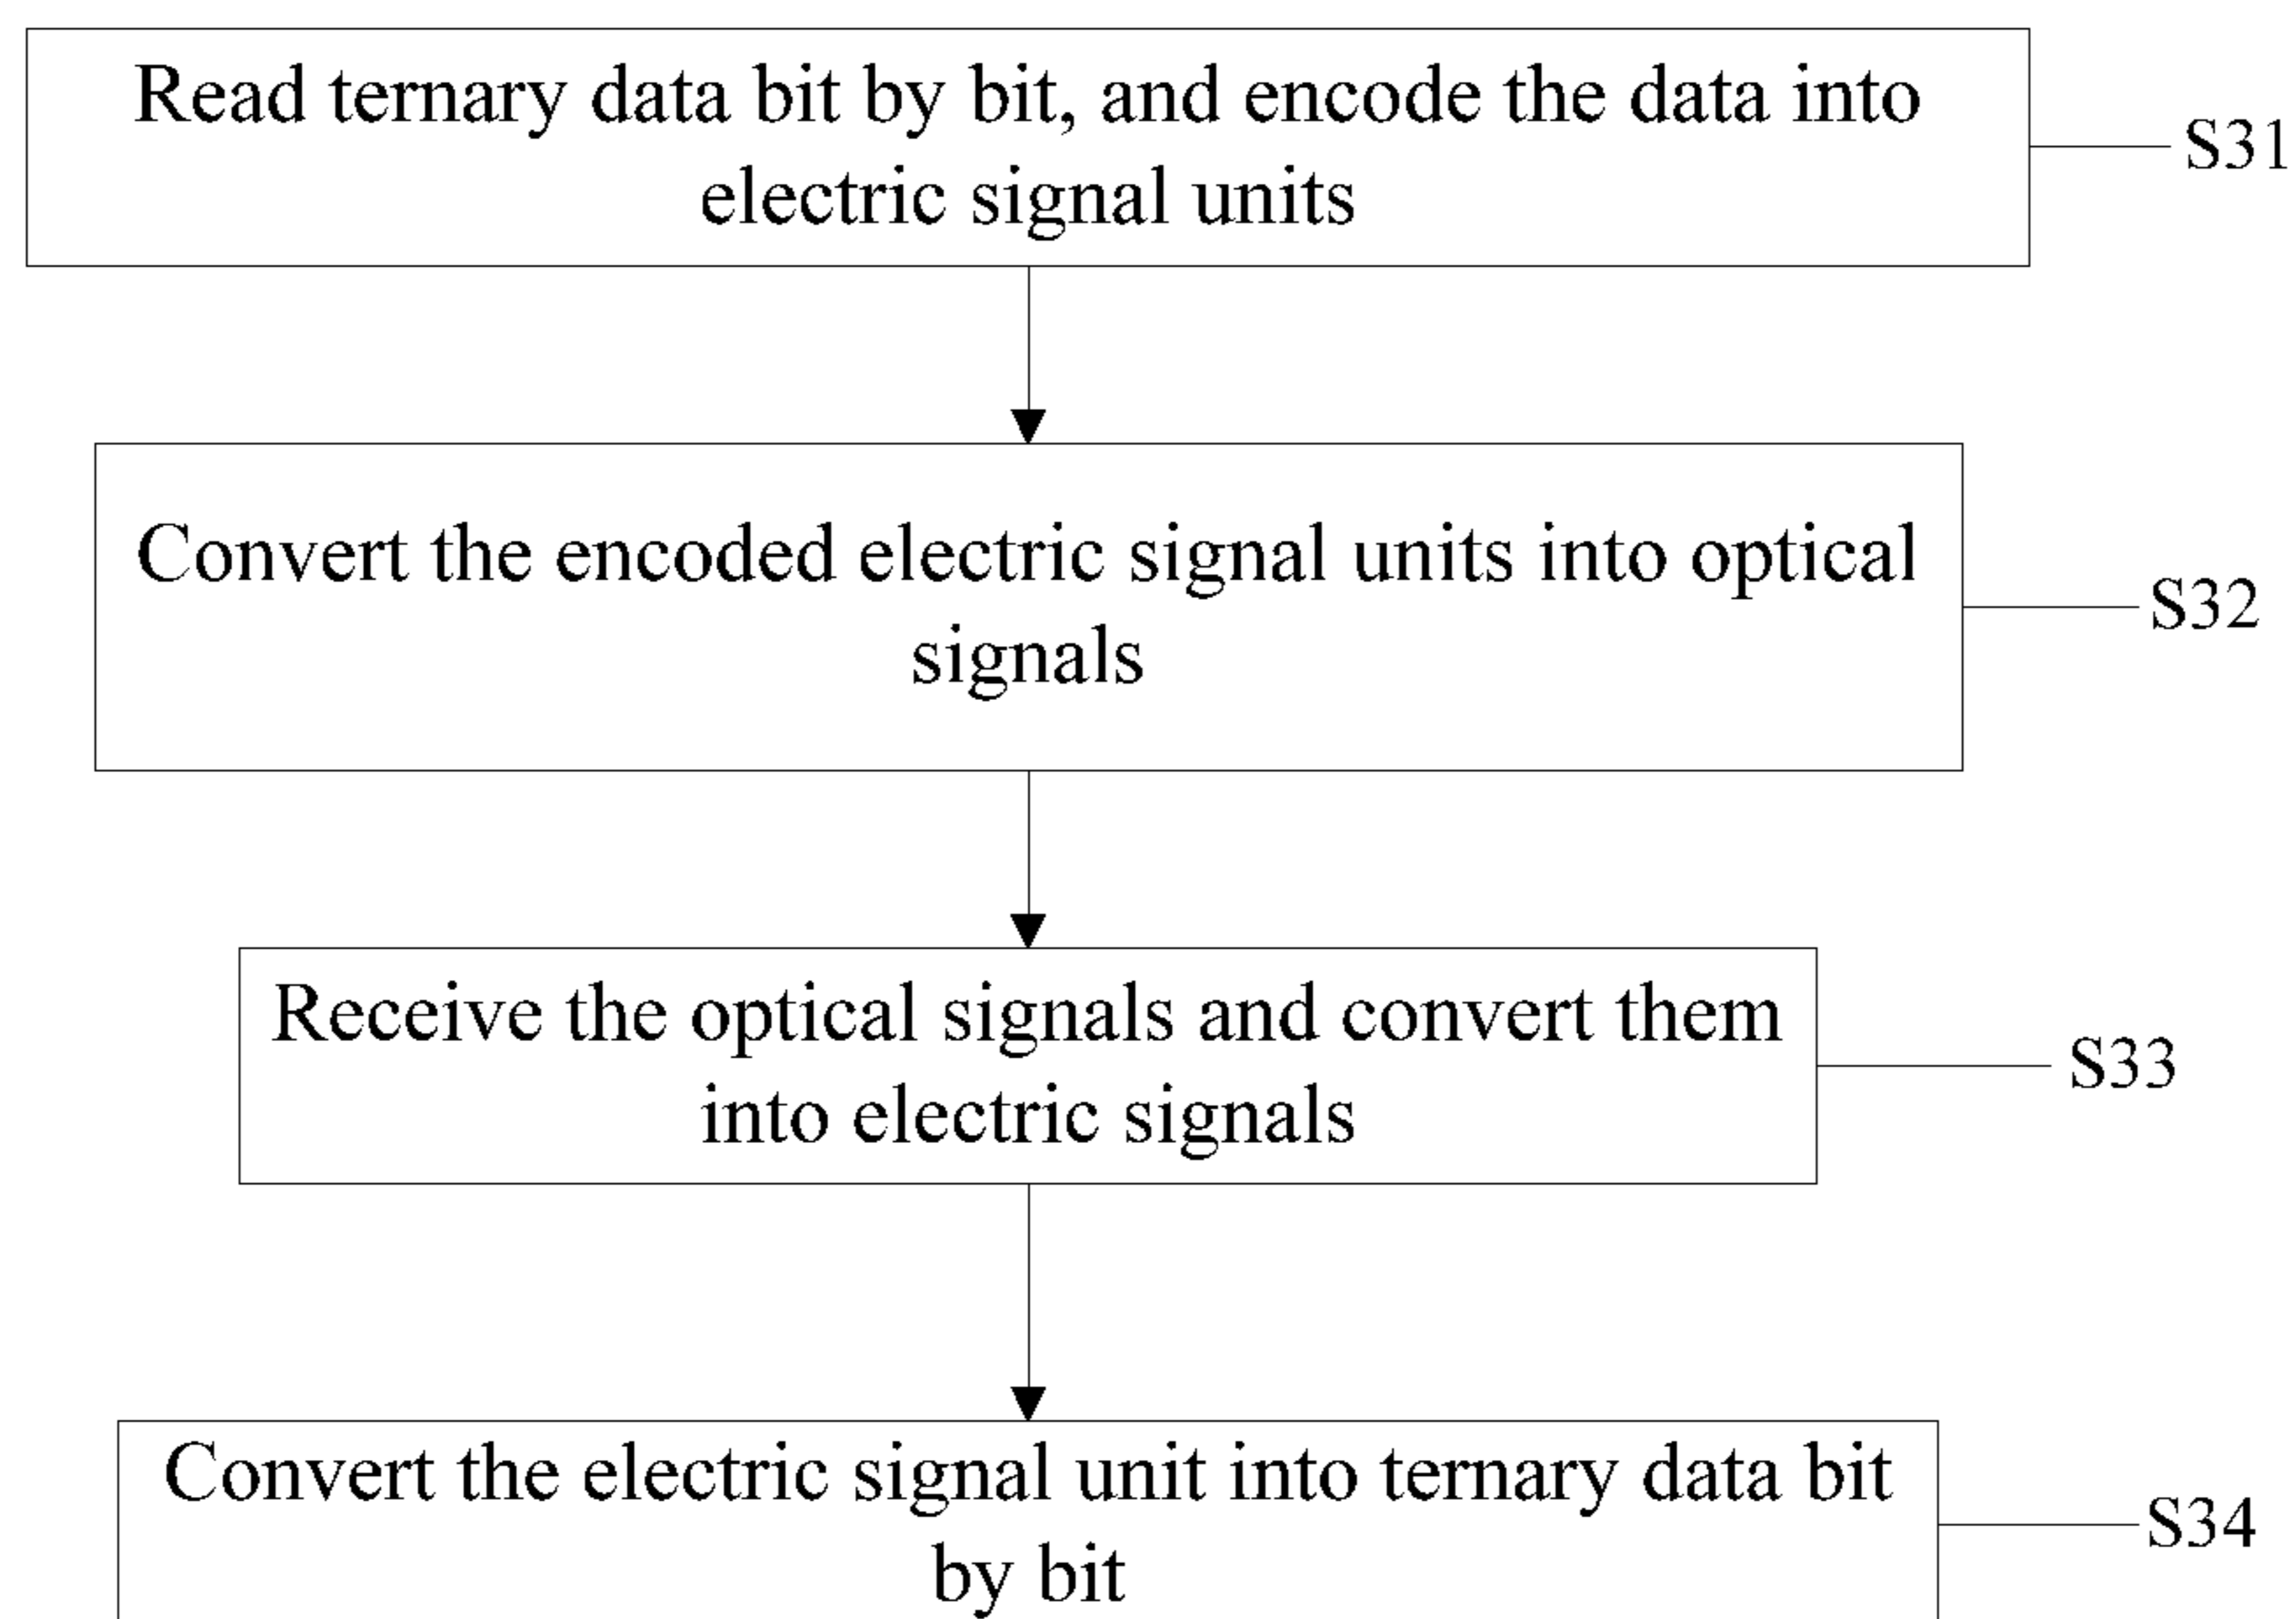 Read ternary data bit by bit, and encode the data into
electric signal units
S31
Convert the encoded electric signal units into optical
signals
S32
Receive the optical signals and convert them
into electric signals
S33
Convert the electric signal unit into ternary data bit
by bit
S34